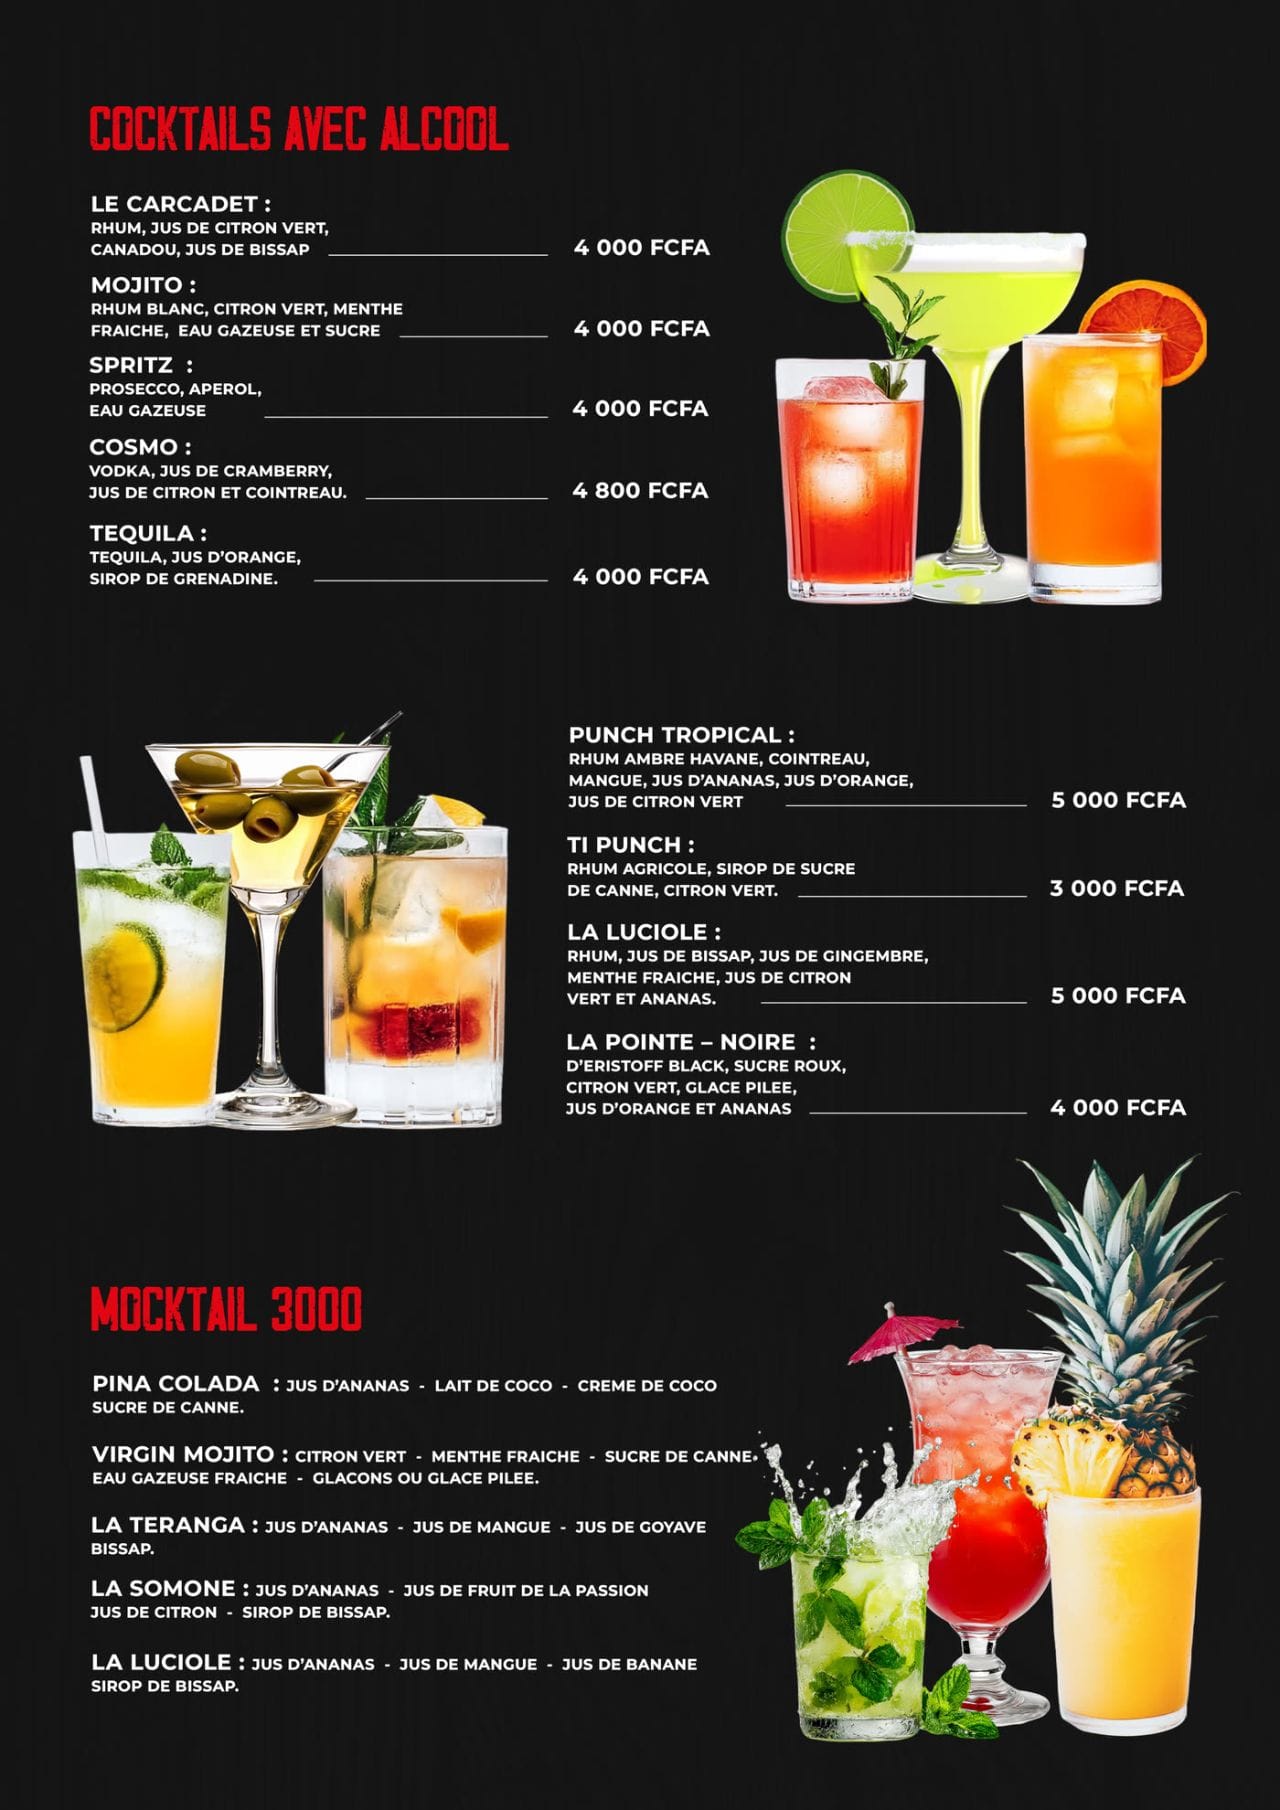 COCKTAILS AVEC ALCOOL
LE CARCADET :
RHUM, JUS DE CITRON VERT,
CANADOU, JUS DE BISSAP 4 000 FCFA
MOJITO :
RHUM BLANC, CITRON VERT, MENTHE
FRAICHE, EAU GAZEUSE ET SUCRE 4 000 FCFA
SPRITZ :
PROSECCO, APEROL,
EAU GAZEUSE 4 000 FCFA
COSMO :
VODKA, JUS DE CRAMBERRY,
JUS DE CITRON ET COINTREAU. 4 800 FCFA
TEQUILA :
TEQUILA, JUS D'ORANGE,
SIROP DE GRENADINE. 4 000 FCFA
PUNCH TROPICAL :
RHUM AMBRE HAVANE, COINTREAU,
MANGUE, JUS D'ANANAS, JUS D'ORANGE,
JUS DE CITRON VERT 5 000 FCFA
TI PUNCH :
RHUM AGRICOLE, SIROP DE SUCRE
DE CANNE, CITRON VERT. 3 000 FCFA
LA LUCIOLE :
RHUM, JUS DE BISSAP, JUS DE GINGEMBRE,
MENTHE FRAICHE, JUS DE CITRON
VERT ET ANANAS. 5 000 FCFA
LA POINTE – NOIRE :
D'ERISTOFF BLACK, SUCRE ROUX,
CITRON VERT, GLACE PILEE,
JUS D'ORANGE ET ANANAS 4 000 FCFA
MOCKTAIL 3000
PINA COLADA : JUS D'ANANAS - LAIT DE COCO - CREME DE COCO
SUCRE DE CANNE.
VIRGIN MOJITO : CITRON VERT - MENTHE FRAICHE - SUCRE DE CANNE-
EAU GAZEUSE FRAICHE - GLACONS OU GLACE PILEE.
LA TERANGA : JUS D'ANANAS - JUS DE MANGUE - JUS DE GOYAVE
BISSAP.
LA SOMONE : JUS D'ANANAS - JUS DE FRUIT DE LA PASSION
JUS DE CITRON - SIROP DE BISSAP.
LA LUCIOLE : JUS D'ANANAS - JUS DE MANGUE - JUS DE BANANE
SIROP DE BISSAP.